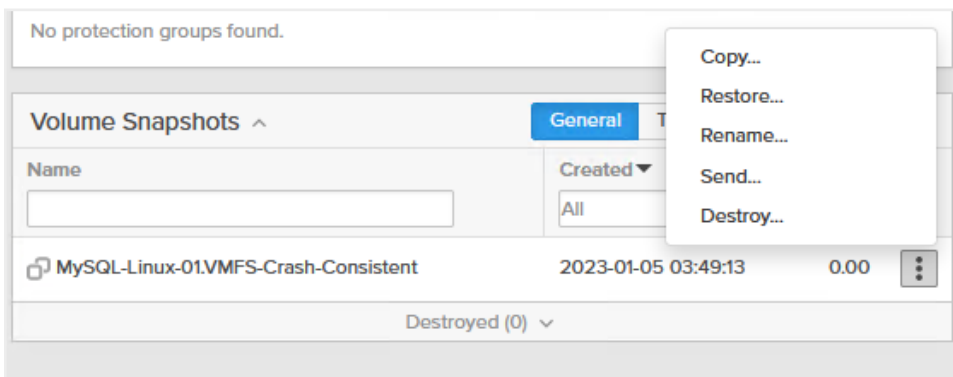 No protection groups found.
Copy...
Restore...
Rename...
Send...
Destroy...
Volume Snapshots
General
Name
Created
All
MySQL-Linux-01.VMFS-Crash-Consistent 2023-01-05 03:49:13 0.00
Destroyed (0)